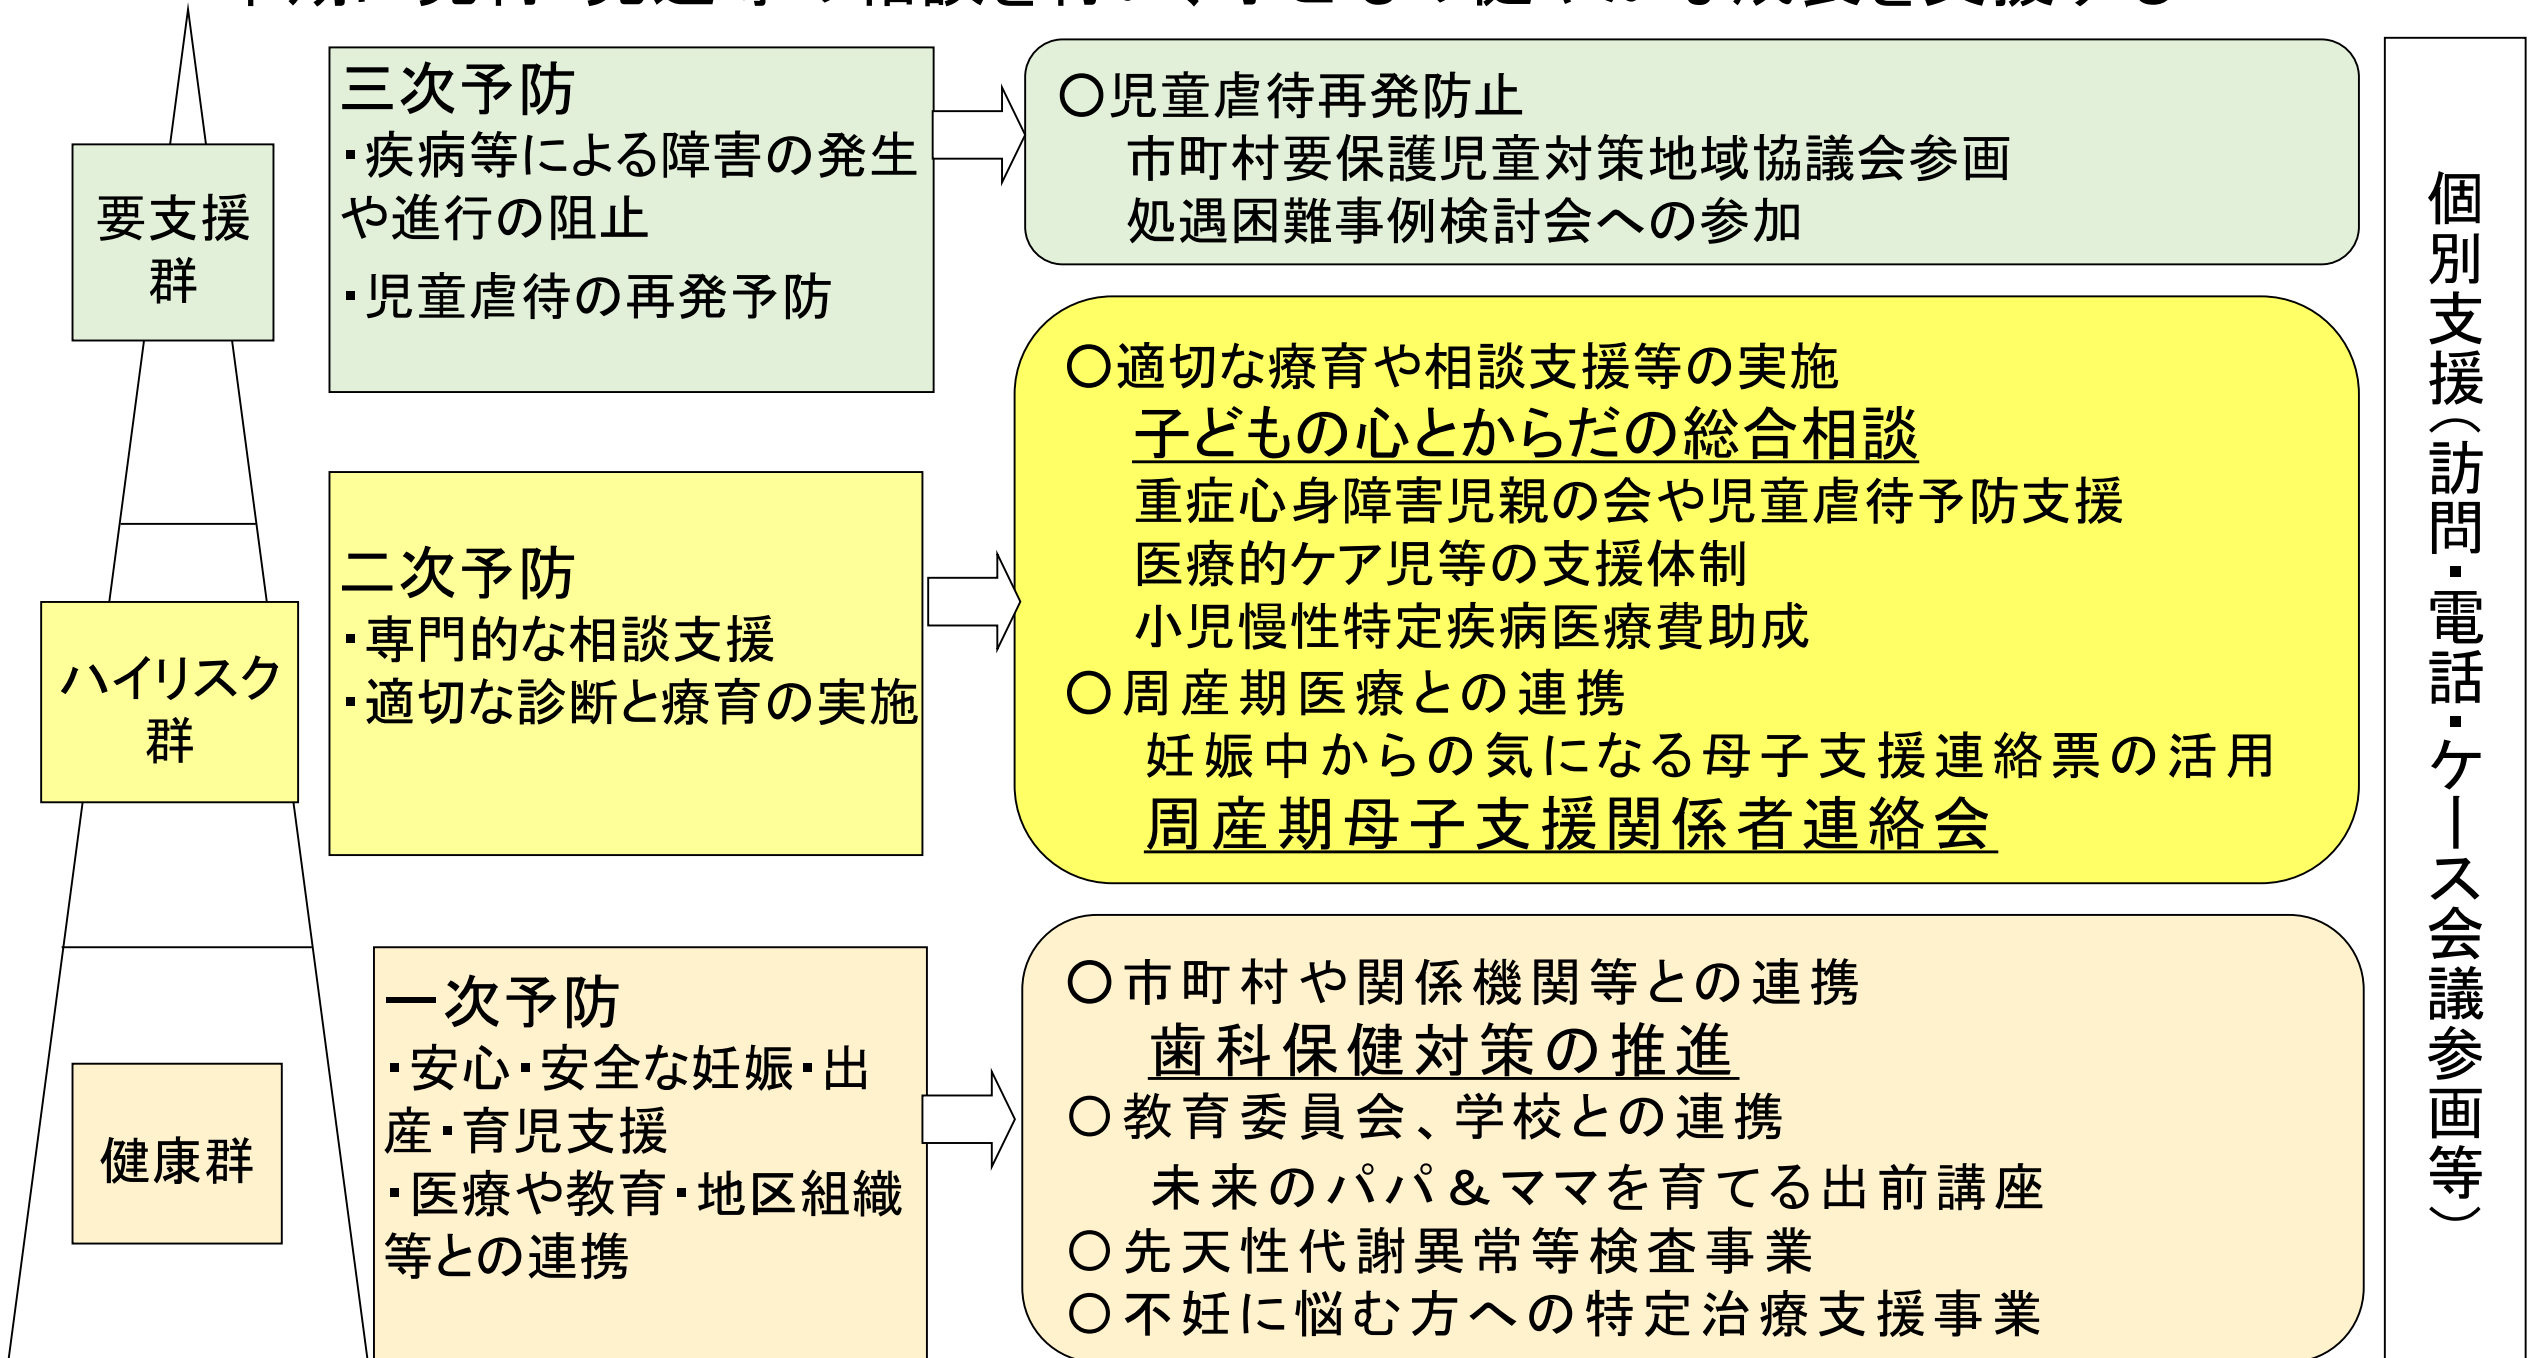 要支援
群
三次予防
・疾病等による障害の発生
や進行の阻止
・児童虐待の再発予防
○児童虐待再発防止
市町村要保護児童対策地域協議会参画
処遇困難事例検討会への参加
ハイリスク
群
二次予防
・専門的な相談支援
・適切な診断と療育の実施
○適切な療育や相談支援等の実施
子どもの心とからだの総合相談
重症心身障害児親の会や児童虐待予防支援
医療的ケア児等の支援体制
小児慢性特定疾病医療費助成
○周産期医療との連携
妊娠中からの気になる母子支援連絡票の活用
周産期母子支援関係者連絡会
健康群
一次予防
・安心・安全な妊娠・出
産・育児支援
・医療や教育・地区組織
等との連携
○市町村や関係機関等との連携
歯科保健対策の推進
○教育委員会、学校との連携
未来のパパ&ママを育てる出前講座
○先天性代謝異常等検査事業
○不妊に悩む方への特定治療支援事業
個別支援(訪問・電話・ケース会議参画等)